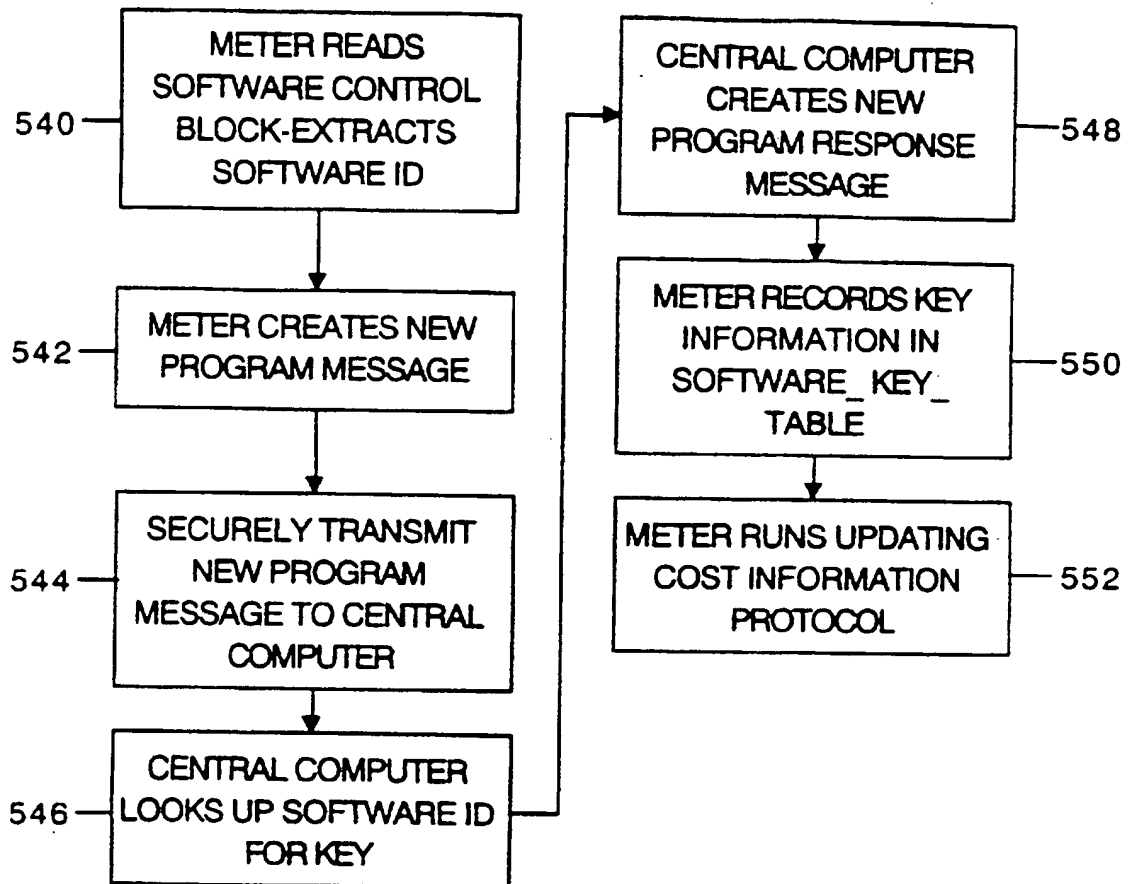 METER READS
SOFTWARE CONTROL
BLOCK-EXTRACTS
SOFTWARE ID
540
METER CREATES NEW
PROGRAM MESSAGE
542
SECURELY TRANSMIT
NEW PROGRAM
MESSAGE TO CENTRAL
COMPUTER
544
CENTRAL COMPUTER
LOOKS UP SOFTWARE ID
FOR KEY
546
CENTRAL COMPUTER
CREATES NEW
PROGRAM RESPONSE
MESSAGE
548
METER RECORDS KEY
INFORMATION IN
SOFTWARE_ KEY_
TABLE
550
METER RUNS UPDATING
COST INFORMATION
PROTOCOL
552